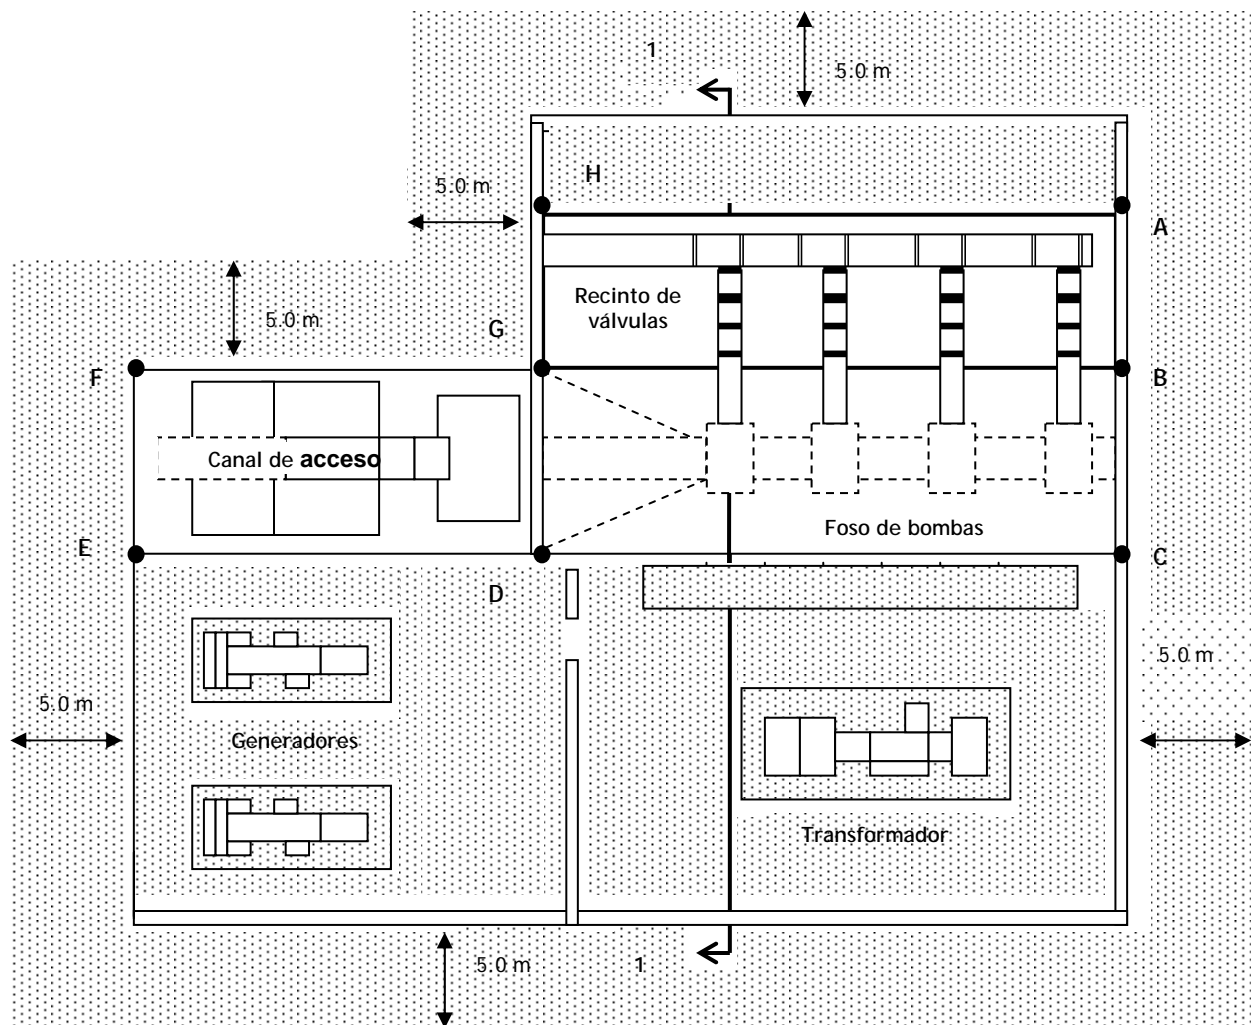 1
5.0 m
H
5.0 m
A
Recinto de
válvulas
5.0 m
G
F
B
Canal de acceso
Foso de bombas
E
C
D
5.0 m
5.0 m
Generadores
Transformador
5.0 m
1